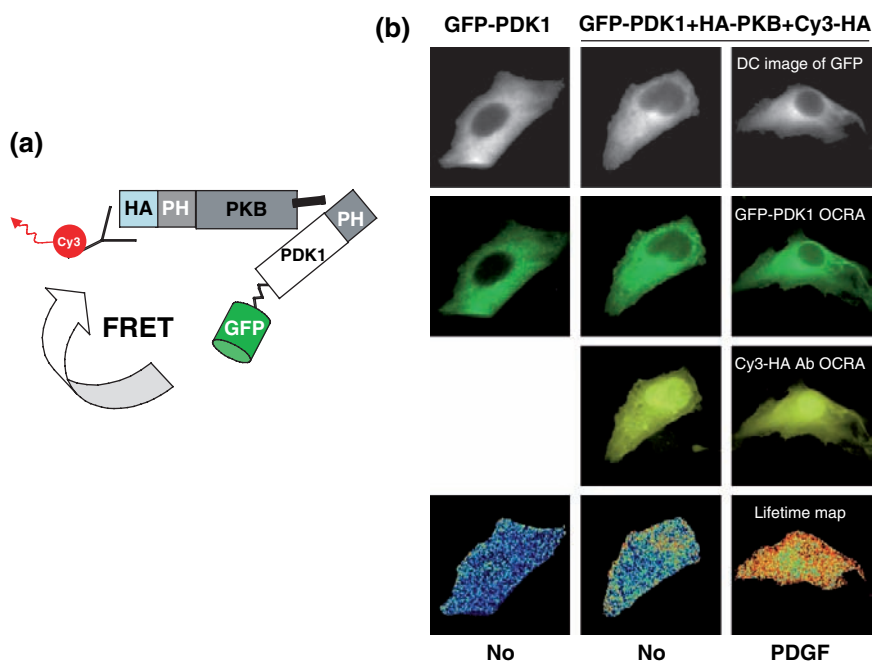 (a)
HA PH PKB
PH
PDK1
Cy3
GFP
FRET
(b)
GFP-PDK1
GFP-PDK1+HA-PKB+Cy3-HA
DC image of GFP
GFP-PDK1 OCRA
Cy3-HA Ab OCRA
Lifetime map
No
No
PDGF